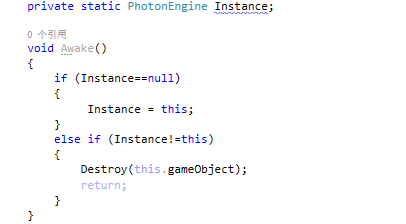 private static PhotonEngine Instance;
0 个引用
void Awake()
{
if (Instance==null)
{
Instance = this;
}
else if (Instance!=this)
{
Destroy(this.gameObject);
return;
}
}